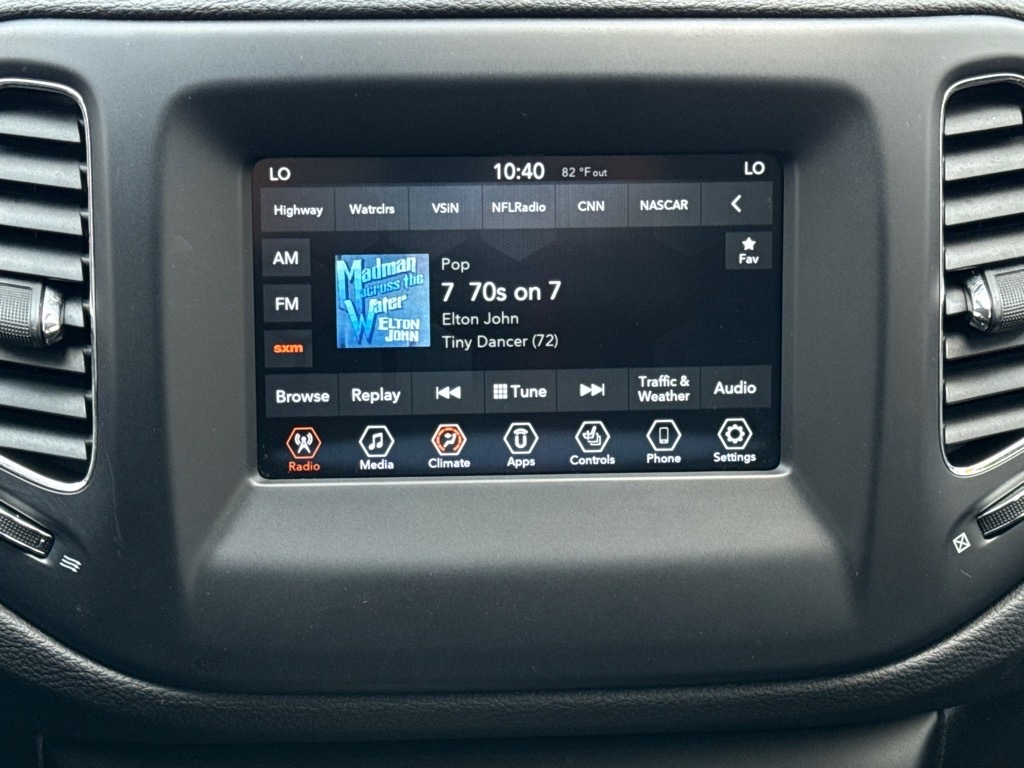 LO 10:40 82 °F out LO
Highway Watrclrs VSiN NFLRadio CNN NASCAR
AM
Fav
FM
sxm
Madman
across the
Water
ELTON
JOHN
Pop
7 70s on 7
Elton John
Tiny Dancer (72)
Browse Replay Tune Traffic & Weather Audio
Radio Media Climate Apps Controls Phone Settings